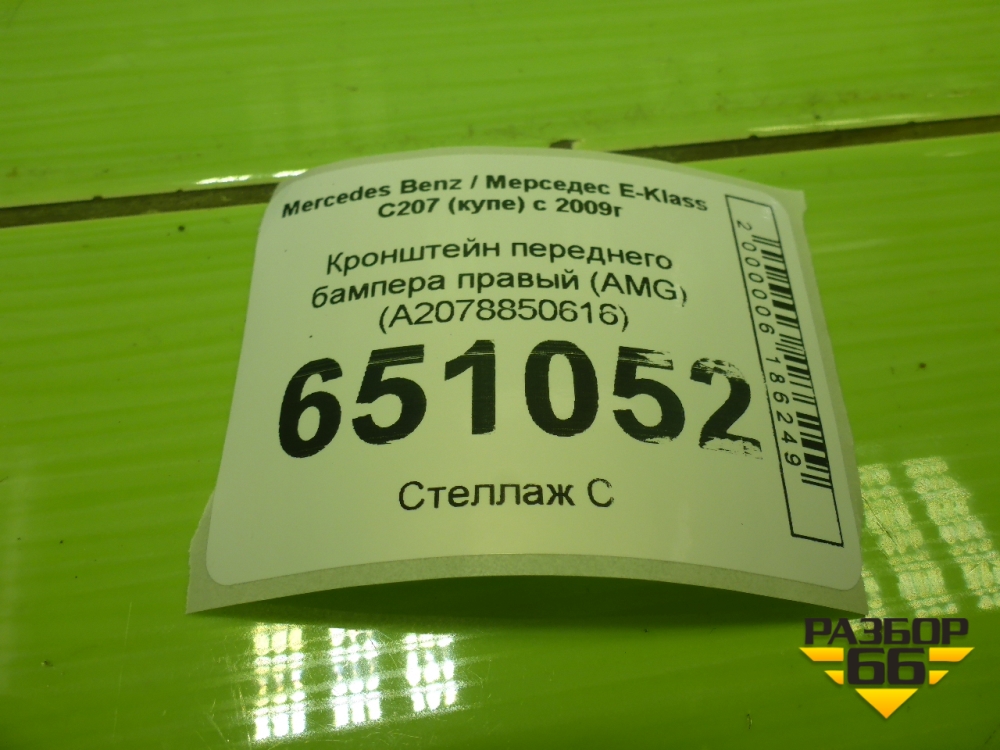 Mercedes Benz / Мерседес E-Klass
C207 (купе) с 2009г
Кронштейн переднего
бампера правый (AMG)
(A2078850616)
651052
Стеллаж С
2000006186249
РАЗБОР
66